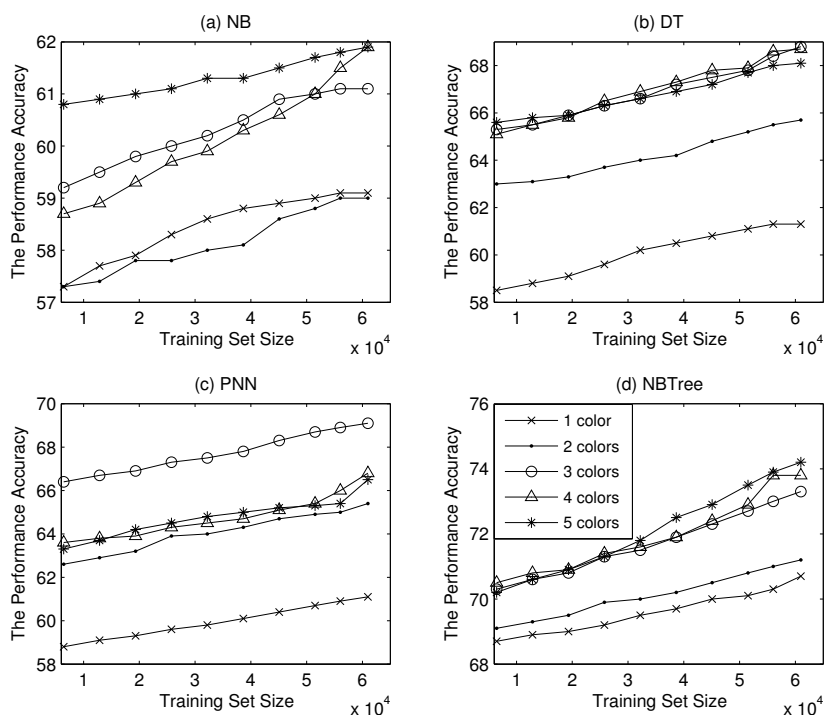 (a) NB
The Performance Accuracy
62
61
60
59
58
57
1 2 3 4 5 6
Training Set Size
x 10^4
(b) DT
The Performance Accuracy
68
66
64
62
60
58
1 2 3 4 5 6
Training Set Size
x 10^4
(c) PNN
The Performance Accuracy
70
68
66
64
62
60
58
1 2 3 4 5 6
Training Set Size
x 10^4
(d) NBTree
The Performance Accuracy
76
74
72
70
68
1 color
2 colors
3 colors
4 colors
5 colors
1 2 3 4 5 6
Training Set Size
x 10^4